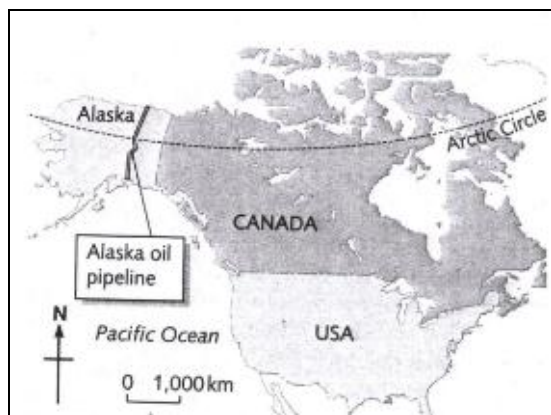 Alaska
Arctic Circle
CANADA
Alaska oil
pipeline
N
Pacific Ocean
USA
0 1,000 km